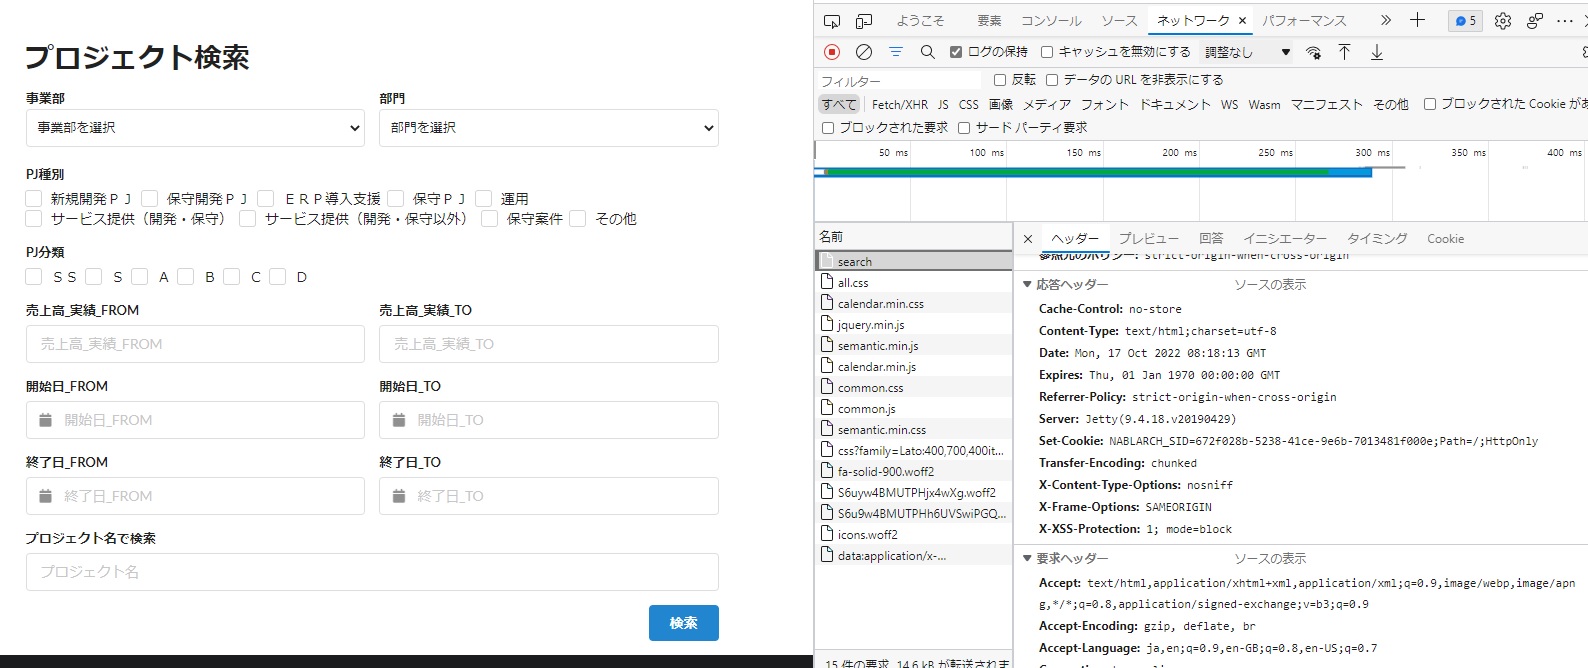 プロジェクト検索
事業部 部門
事業部を選択 部門を選択
PJ種別
新規開発ＰＪ 保守開発ＰＪ ＥＲＰ導入支援 保守ＰＪ 運用
サービス提供（開発・保守） サービス提供（開発・保守以外） 保守案件 その他
PJ分類
ＳＳ Ｓ Ａ Ｂ Ｃ Ｄ
売上高_実績_FROM 売上高_実績_TO
売上高_実績_FROM 売上高_実績_TO
開始日_FROM 開始日_TO
開始日_FROM 開始日_TO
終了日_FROM 終了日_TO
終了日_FROM 終了日_TO
プロジェクト名で検索
プロジェクト名
検索
ようこそ 要素 コンソール ソース ネットワーク × パフォーマンス 5
ログの保持 キャッシュを無効にする 調整なし
フィルター 反転 データの URL を非表示にする
すべて Fetch/XHR JS CSS 画像 メディア フォント ドキュメント WS Wasm マニフェスト その他 ブロックされた Cookie があ
ブロックされた要求 サード パーティ要求
50 ms 100 ms 150 ms 200 ms 250 ms 300 ms 350 ms 400 ms
名前
search
all.css
calendar.min.css
jquery.min.js
semantic.min.js
calendar.min.js
common.css
common.js
semantic.min.css
css?family=Lato:400,700,400it...
fa-solid-900.woff2
S6uyw4BMUTPHjx4wXg.woff2
S6u9w4BMUTPHh6UVSwiPGQ...
icons.woff2
data:application/x-...
15 件の要求 14.6 kB が転送されま
× ヘッダー プレビュー 回答 イニシエーター タイミング Cookie
参照元のポリシー: strict-origin-when-cross-origin
応答ヘッダー ソースの表示
Cache-Control: no-store
Content-Type: text/html;charset=utf-8
Date: Mon, 17 Oct 2022 08:18:13 GMT
Expires: Thu, 01 Jan 1970 00:00:00 GMT
Referrer-Policy: strict-origin-when-cross-origin
Server: Jetty(9.4.18.v20190429)
Set-Cookie: NABLARCH_SID=672f028b-5238-41ce-9e6b-7013481f000e;Path=/;HttpOnly
Transfer-Encoding: chunked
X-Content-Type-Options: nosniff
X-Frame-Options: SAMEORIGIN
X-XSS-Protection: 1; mode=block
要求ヘッダー ソースの表示
Accept: text/html,application/xhtml+xml,application/xml;q=0.9,image/webp,image/apn
g,*/*;q=0.8,application/signed-exchange;v=b3;q=0.9
Accept-Encoding: gzip, deflate, br
Accept-Language: ja,en;q=0.9,en-GB;q=0.8,en-US;q=0.7